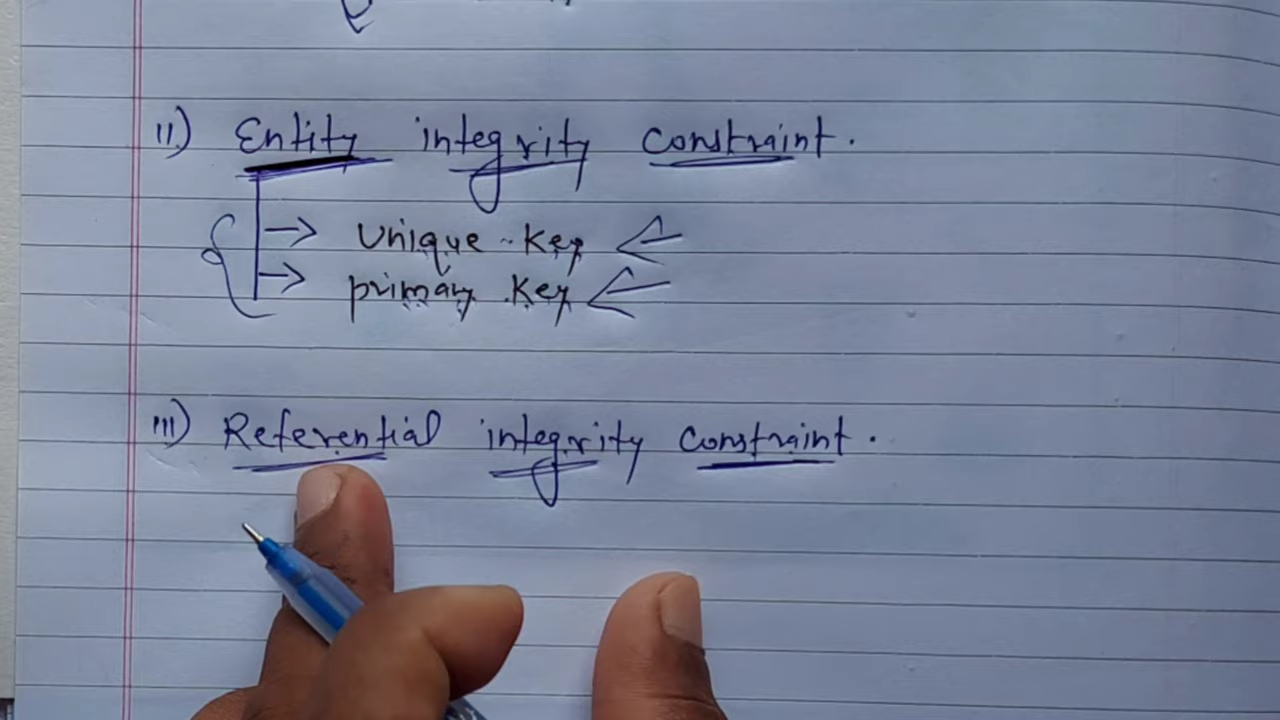 II) Entity integrity constraint.
→ Unique Key
→ primary Key
III) Referential integrity constraint.